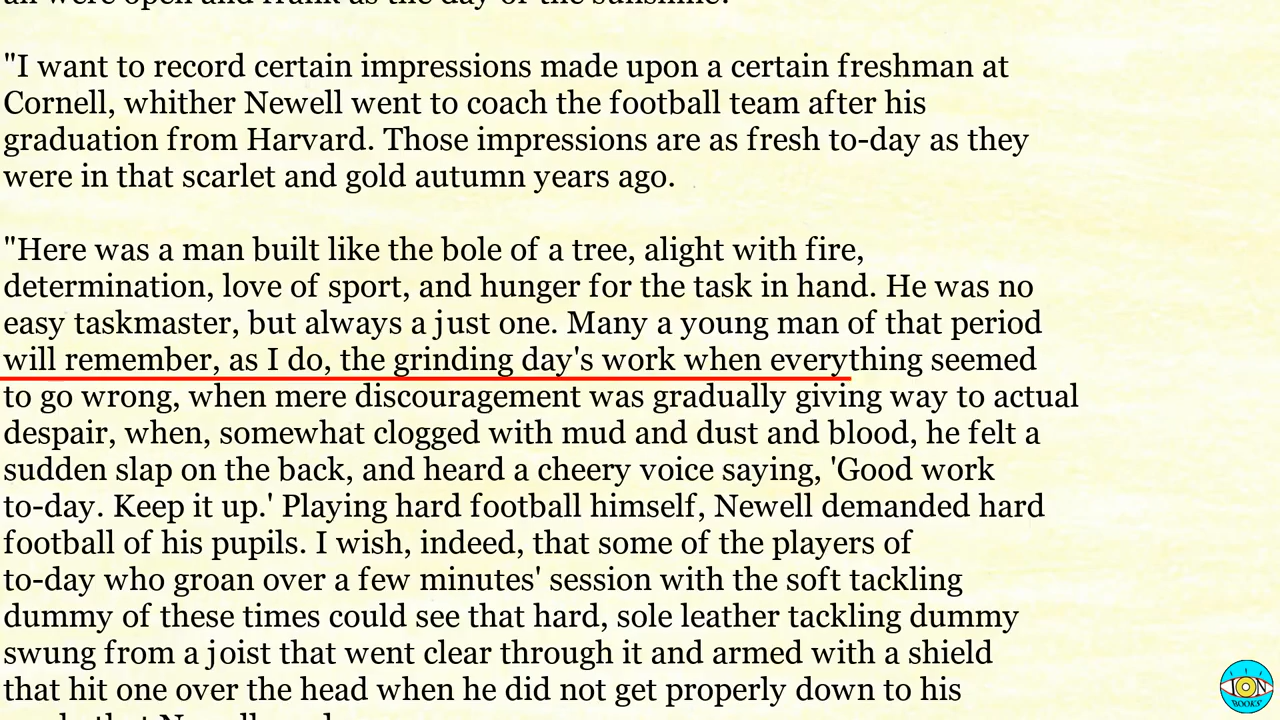 "I want to record certain impressions made upon a certain freshman at
Cornell, whither Newell went to coach the football team after his
graduation from Harvard. Those impressions are as fresh to-day as they
were in that scarlet and gold autumn years ago.
"Here was a man built like the bole of a tree, alight with fire,
determination, love of sport, and hunger for the task in hand. He was no
easy taskmaster, but always a just one. Many a young man of that period
will remember, as I do, the grinding day's work when everything seemed
to go wrong, when mere discouragement was gradually giving way to actual
despair, when, somewhat clogged with mud and dust and blood, he felt a
sudden slap on the back, and heard a cheery voice saying, 'Good work
to-day. Keep it up.' Playing hard football himself, Newell demanded hard
football of his pupils. I wish, indeed, that some of the players of
to-day who groan over a few minutes' session with the soft tackling
dummy of these times could see that hard, sole leather tackling dummy
swung from a joist that went clear through it and armed with a shield
that hit one over the head when he did not get properly down to his
ION
BOOKS